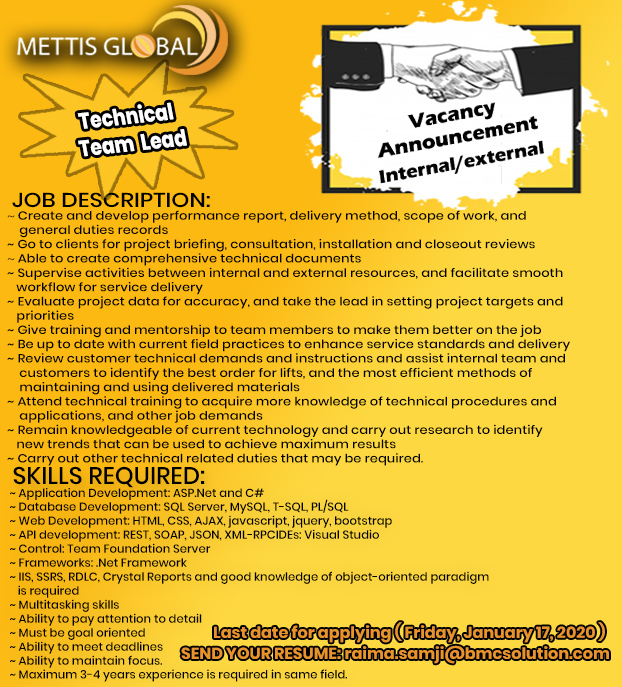 METTIS GLOBAL
Technical
Team Lead
Vacancy
Announcement
Internal/external
JOB DESCRIPTION:
~ Create and develop performance report, delivery method, scope of work, and
general duties records
~ Go to clients for project briefing, consultation, installation and closeout reviews
~ Able to create comprehensive technical documents
~ Supervise activities between internal and external resources, and facilitate smooth
workflow for service delivery
~ Evaluate project data for accuracy, and take the lead in setting project targets and
priorities
~ Give training and mentorship to team members to make them better on the job
~ Be up to date with current field practices to enhance service standards and delivery
~ Review customer technical demands and instructions and assist internal team and
customers to identify the best order for lifts, and the most efficient methods of
maintaining and using delivered materials
~ Attend technical training to acquire more knowledge of technical procedures and
applications, and other job demands
~ Remain knowledgeable of current technology and carry out research to identify
new trends that can be used to achieve maximum results
~ Carry out other technical related duties that may be required.
SKILLS REQUIRED:
~ Application Development: ASP.Net and C#
~ Database Development: SQL Server, MySQL, T-SQL, PL/SQL
~ Web Development: HTML, CSS, AJAX, javascript, jquery, bootstrap
~ API development: REST, SOAP, JSON, XML-RPCIDEs: Visual Studio
~ Control: Team Foundation Server
~ Frameworks: .Net Framework
~ IIS, SSRS, RDLC, Crystal Reports and good knowledge of object-oriented paradigm
is required
~ Multitasking skills
~ Ability to pay attention to detail
~ Must be goal oriented
~ Ability to meet deadlines
~ Ability to maintain focus.
~ Maximum 3-4 years experience is required in same field.
Last date for applying (Friday, January 17, 2020)
SEND YOUR RESUME: raima.samji@bmcsolution.com